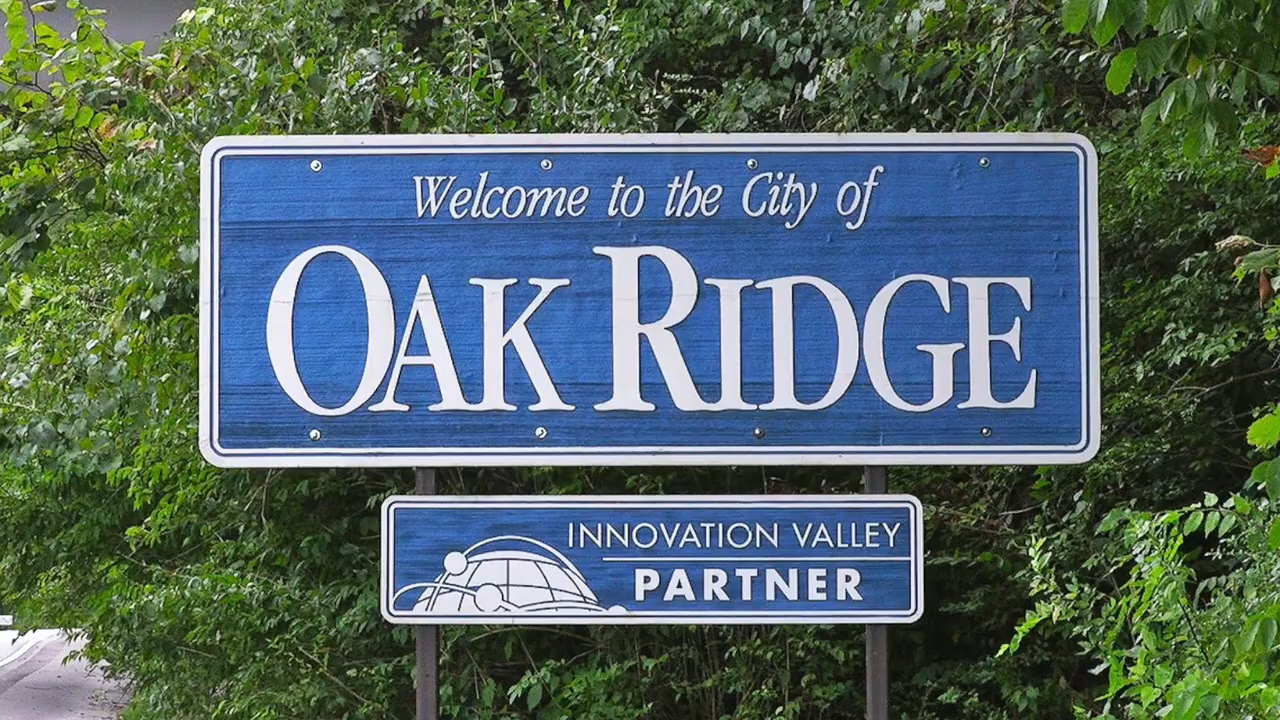 Welcome to the City of
OAK RIDGE
INNOVATION VALLEY
PARTNER